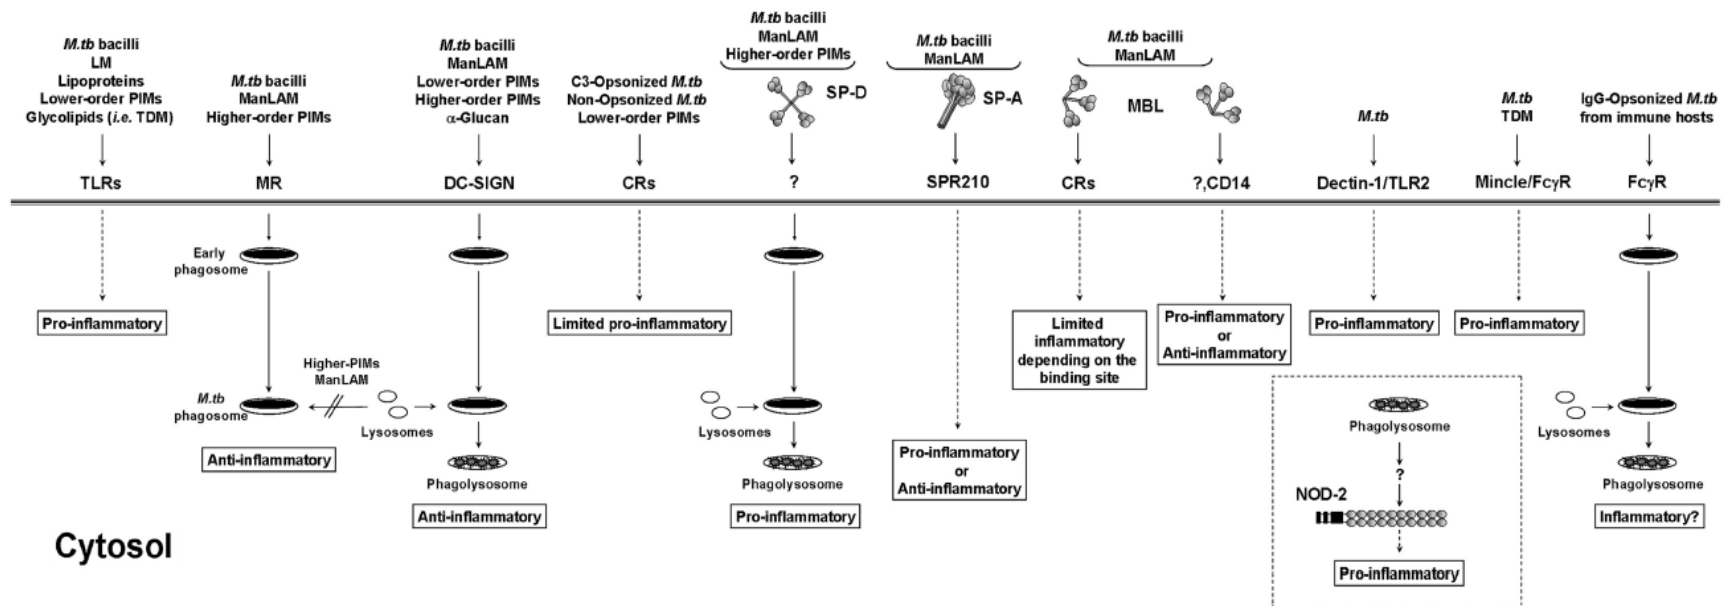 M.tb bacilli
LM
Lipoproteins
Lower-order PIMs
Glycolipids (i.e. TDM)
TLRs
Pro-inflammatory
M.tb bacilli
ManLAM
Higher-order PIMs
MR
Early
phagosome
M.tb
phagosome
Anti-inflammatory
Higher-PIMs
ManLAM
Lysosomes
M.tb bacilli
ManLAM
Lower-order PIMs
Higher-order PIMs
α-Glucan
DC-SIGN
Phagolysosome
Anti-inflammatory
C3-Opsonized M.tb
Non-Opsonized M.tb
Lower-order PIMs
CRs
Limited pro-inflammatory
M.tb bacilli
ManLAM
Higher-order PIMs
SP-D
?
Lysosomes
Phagolysosome
Pro-inflammatory
M.tb bacilli
ManLAM
SP-A
SPR210
Pro-inflammatory
or
Anti-inflammatory
M.tb bacilli
ManLAM
MBL
CRs
Limited
inflammatory
depending on the
binding site
?,CD14
Pro-inflammatory
or
Anti-inflammatory
M.tb
Dectin-1/TLR2
Pro-inflammatory
M.tb
TDM
Mincle/FcγR
Pro-inflammatory
Phagolysosome
?
NOD-2
Pro-inflammatory
IgG-Opsonized M.tb
from immune hosts
FcγR
Lysosomes
Phagolysosome
Inflammatory?
Cytosol